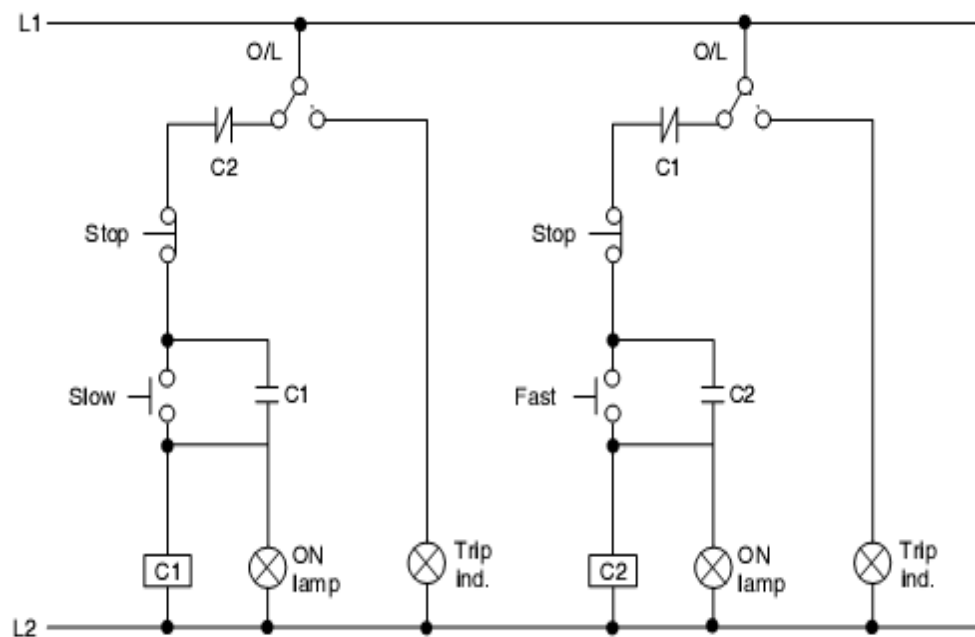 L1
O/L
O/L
C2
C1
Stop
Stop
Slow
C1
Fast
C2
C1
ON
lamp
Trip
ind.
C2
ON
lamp
Trip
ind.
L2